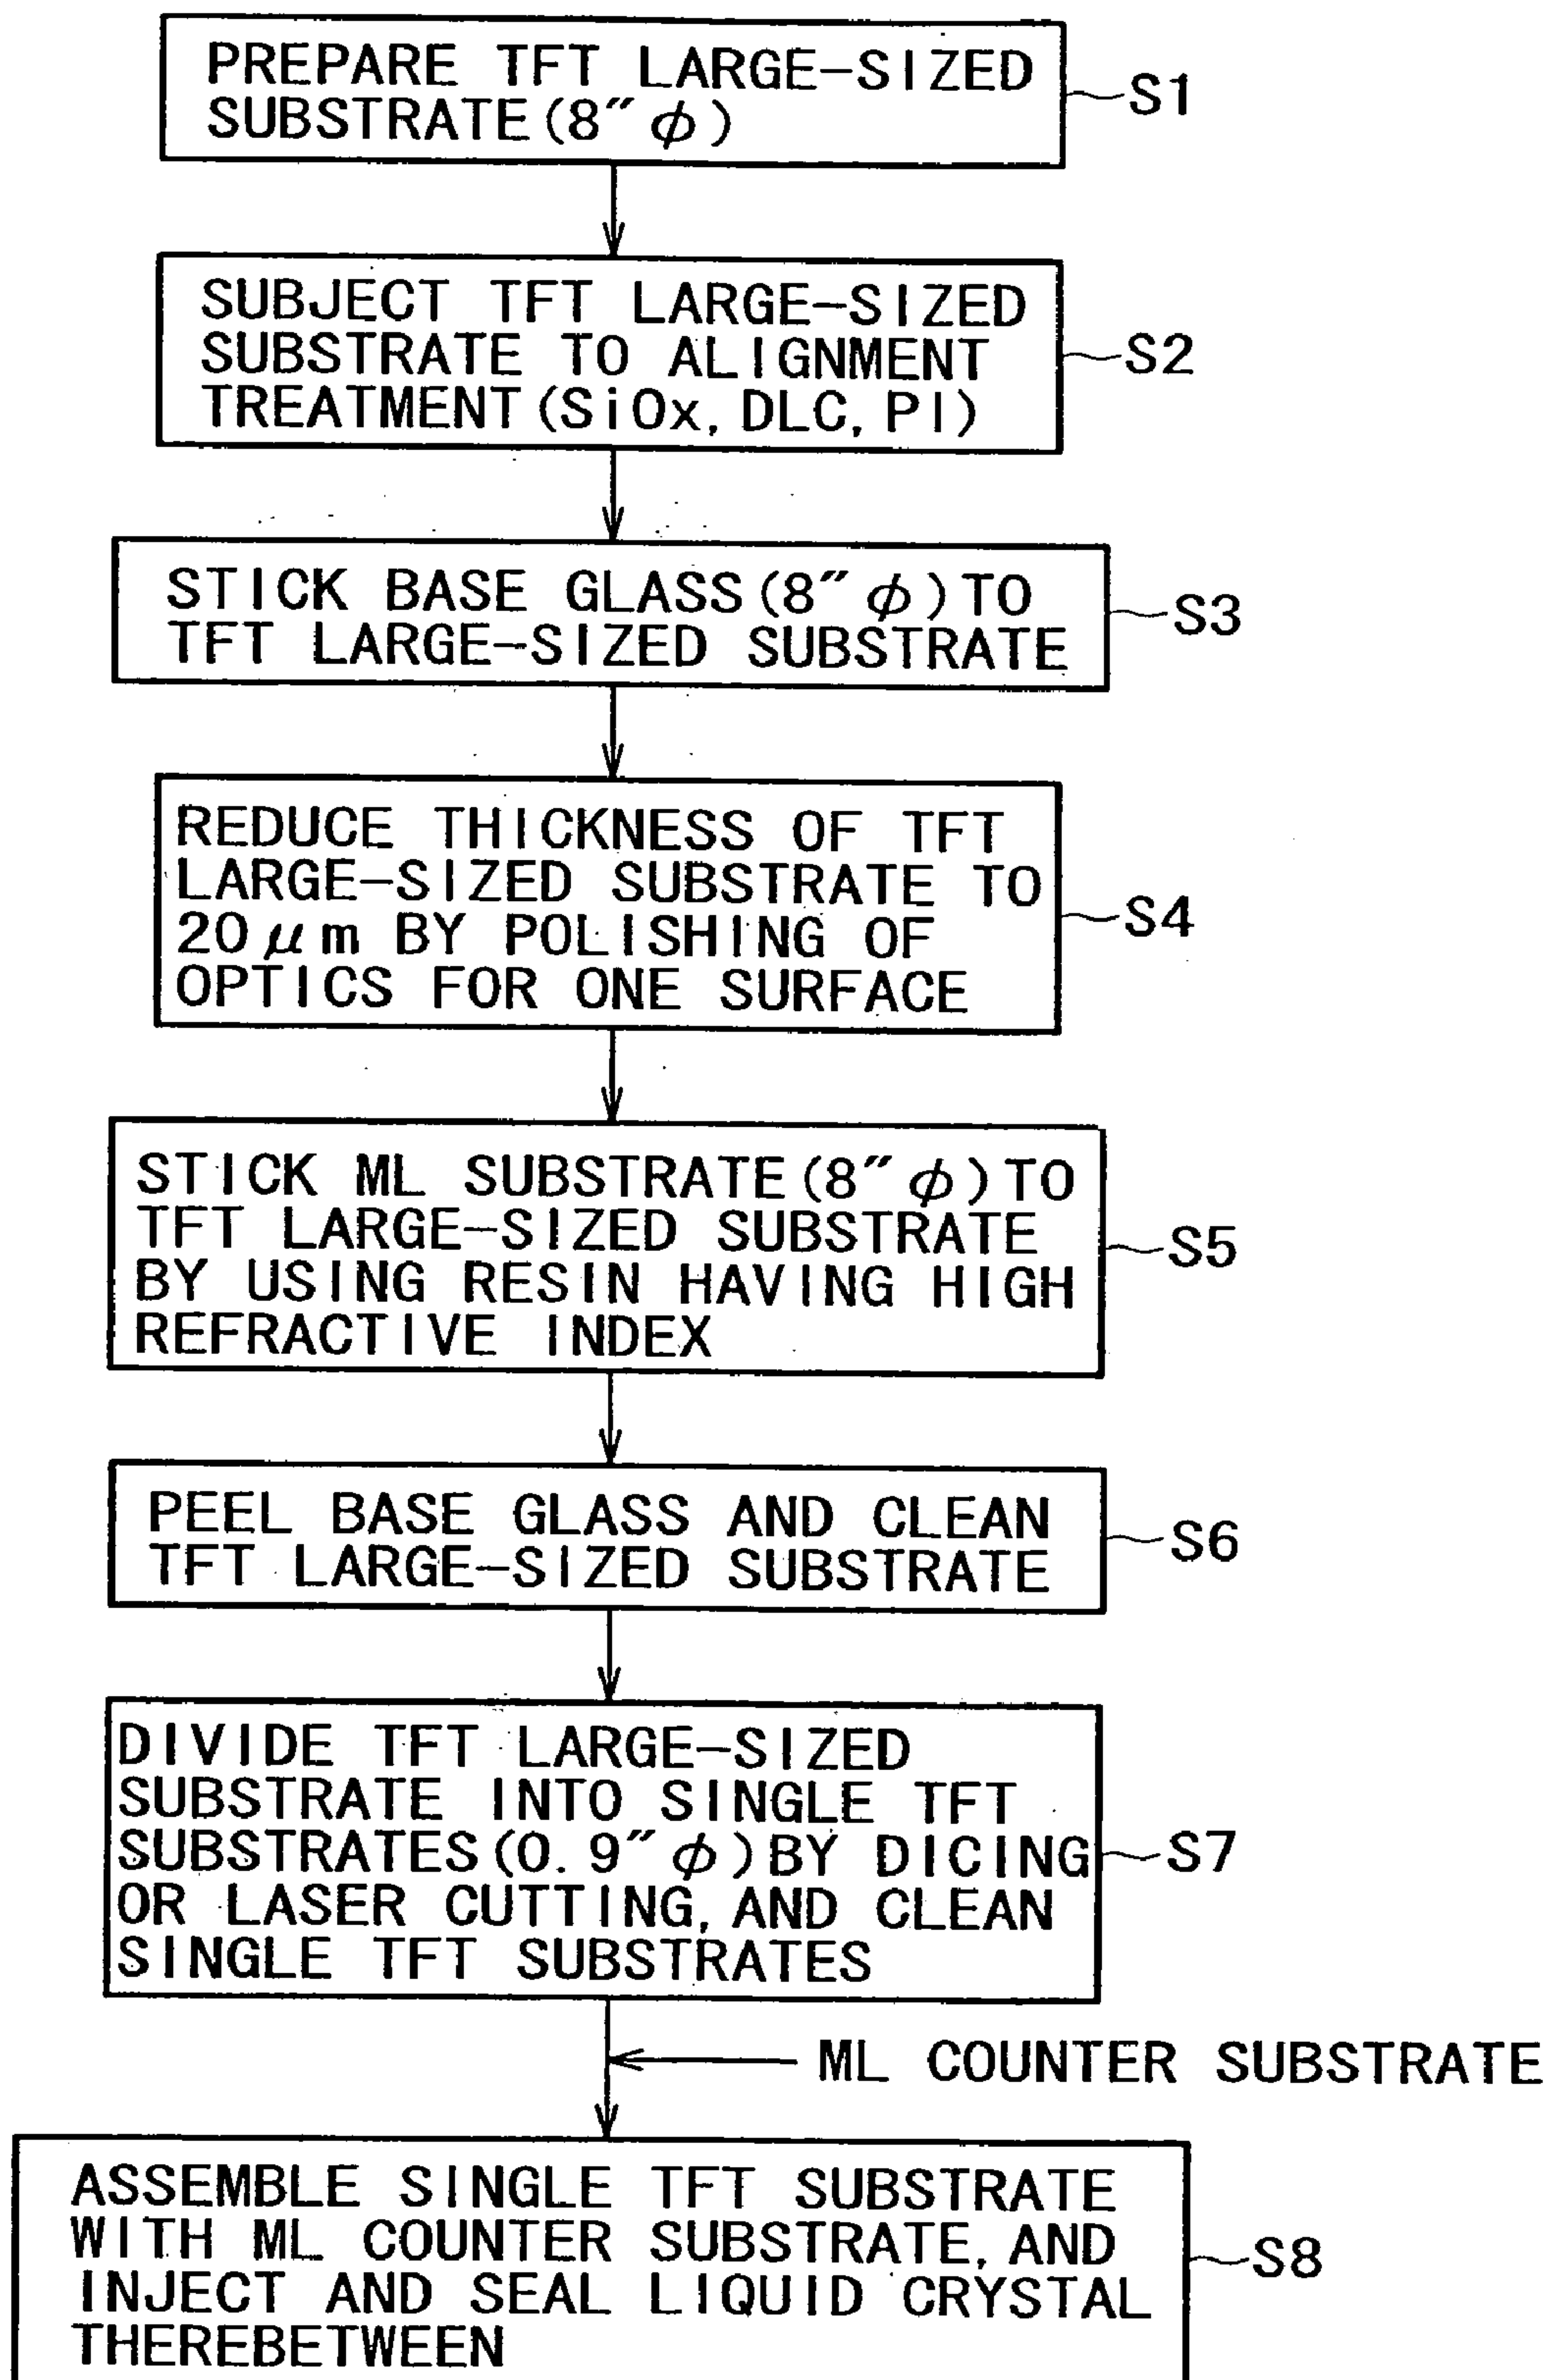 PREPARE TFT LARGE-SIZED
SUBSTRATE(8″φ)
S1
SUBJECT TFT LARGE-SIZED
SUBSTRATE TO ALIGNMENT
TREATMENT(SiOx, DLC, PI)
S2
STICK BASE GLASS(8″φ)TO
TFT LARGE-SIZED SUBSTRATE
S3
REDUCE THICKNESS OF TFT
LARGE-SIZED SUBSTRATE TO
20μm BY POLISHING OF
OPTICS FOR ONE SURFACE
S4
STICK ML SUBSTRATE(8″φ)TO
TFT LARGE-SIZED SUBSTRATE
BY USING RESIN HAVING HIGH
REFRACTIVE INDEX
S5
PEEL BASE GLASS AND CLEAN
TFT LARGE-SIZED SUBSTRATE
S6
DIVIDE TFT LARGE-SIZED
SUBSTRATE INTO SINGLE TFT
SUBSTRATES(0.9″φ)BY DICING
OR LASER CUTTING, AND CLEAN
SINGLE TFT SUBSTRATES
S7
ML COUNTER SUBSTRATE
ASSEMBLE SINGLE TFT SUBSTRATE
WITH ML COUNTER SUBSTRATE, AND
INJECT AND SEAL LIQUID CRYSTAL
THEREBETWEEN
S8